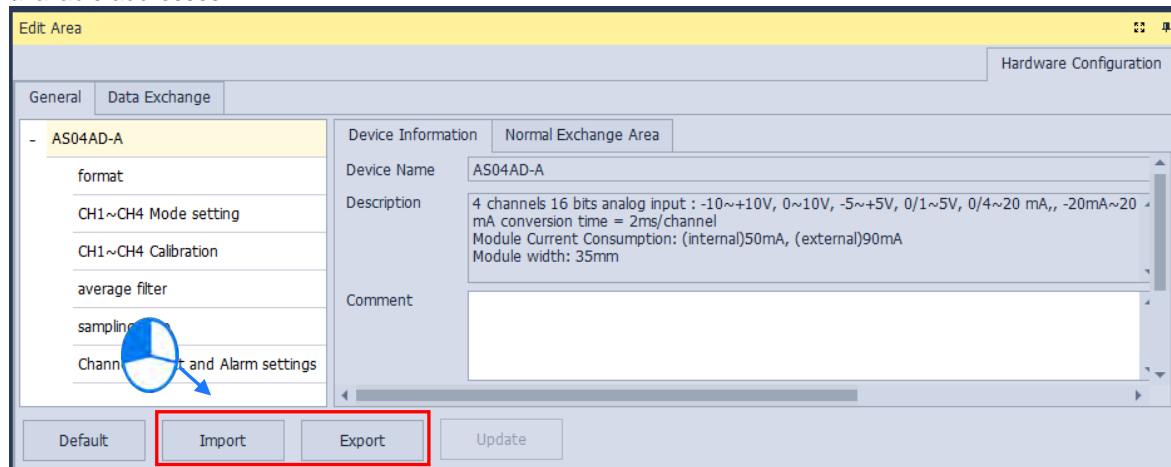 Edit Area
Hardware Configuration
General Data Exchange
- AS04AD-A
format
CH1~CH4 Mode setting
CH1~CH4 Calibration
average filter
sampling
Chann t and Alarm settings
Device Information Normal Exchange Area
Device Name AS04AD-A
Description 4 channels 16 bits analog input : -10~+10V, 0~10V, -5~+5V, 0/1~5V, 0/4~20 mA,, -20mA~20
mA conversion time = 2ms/channel
Module Current Consumption: (internal)50mA, (external)90mA
Module width: 35mm
Comment
Default Import Export Update